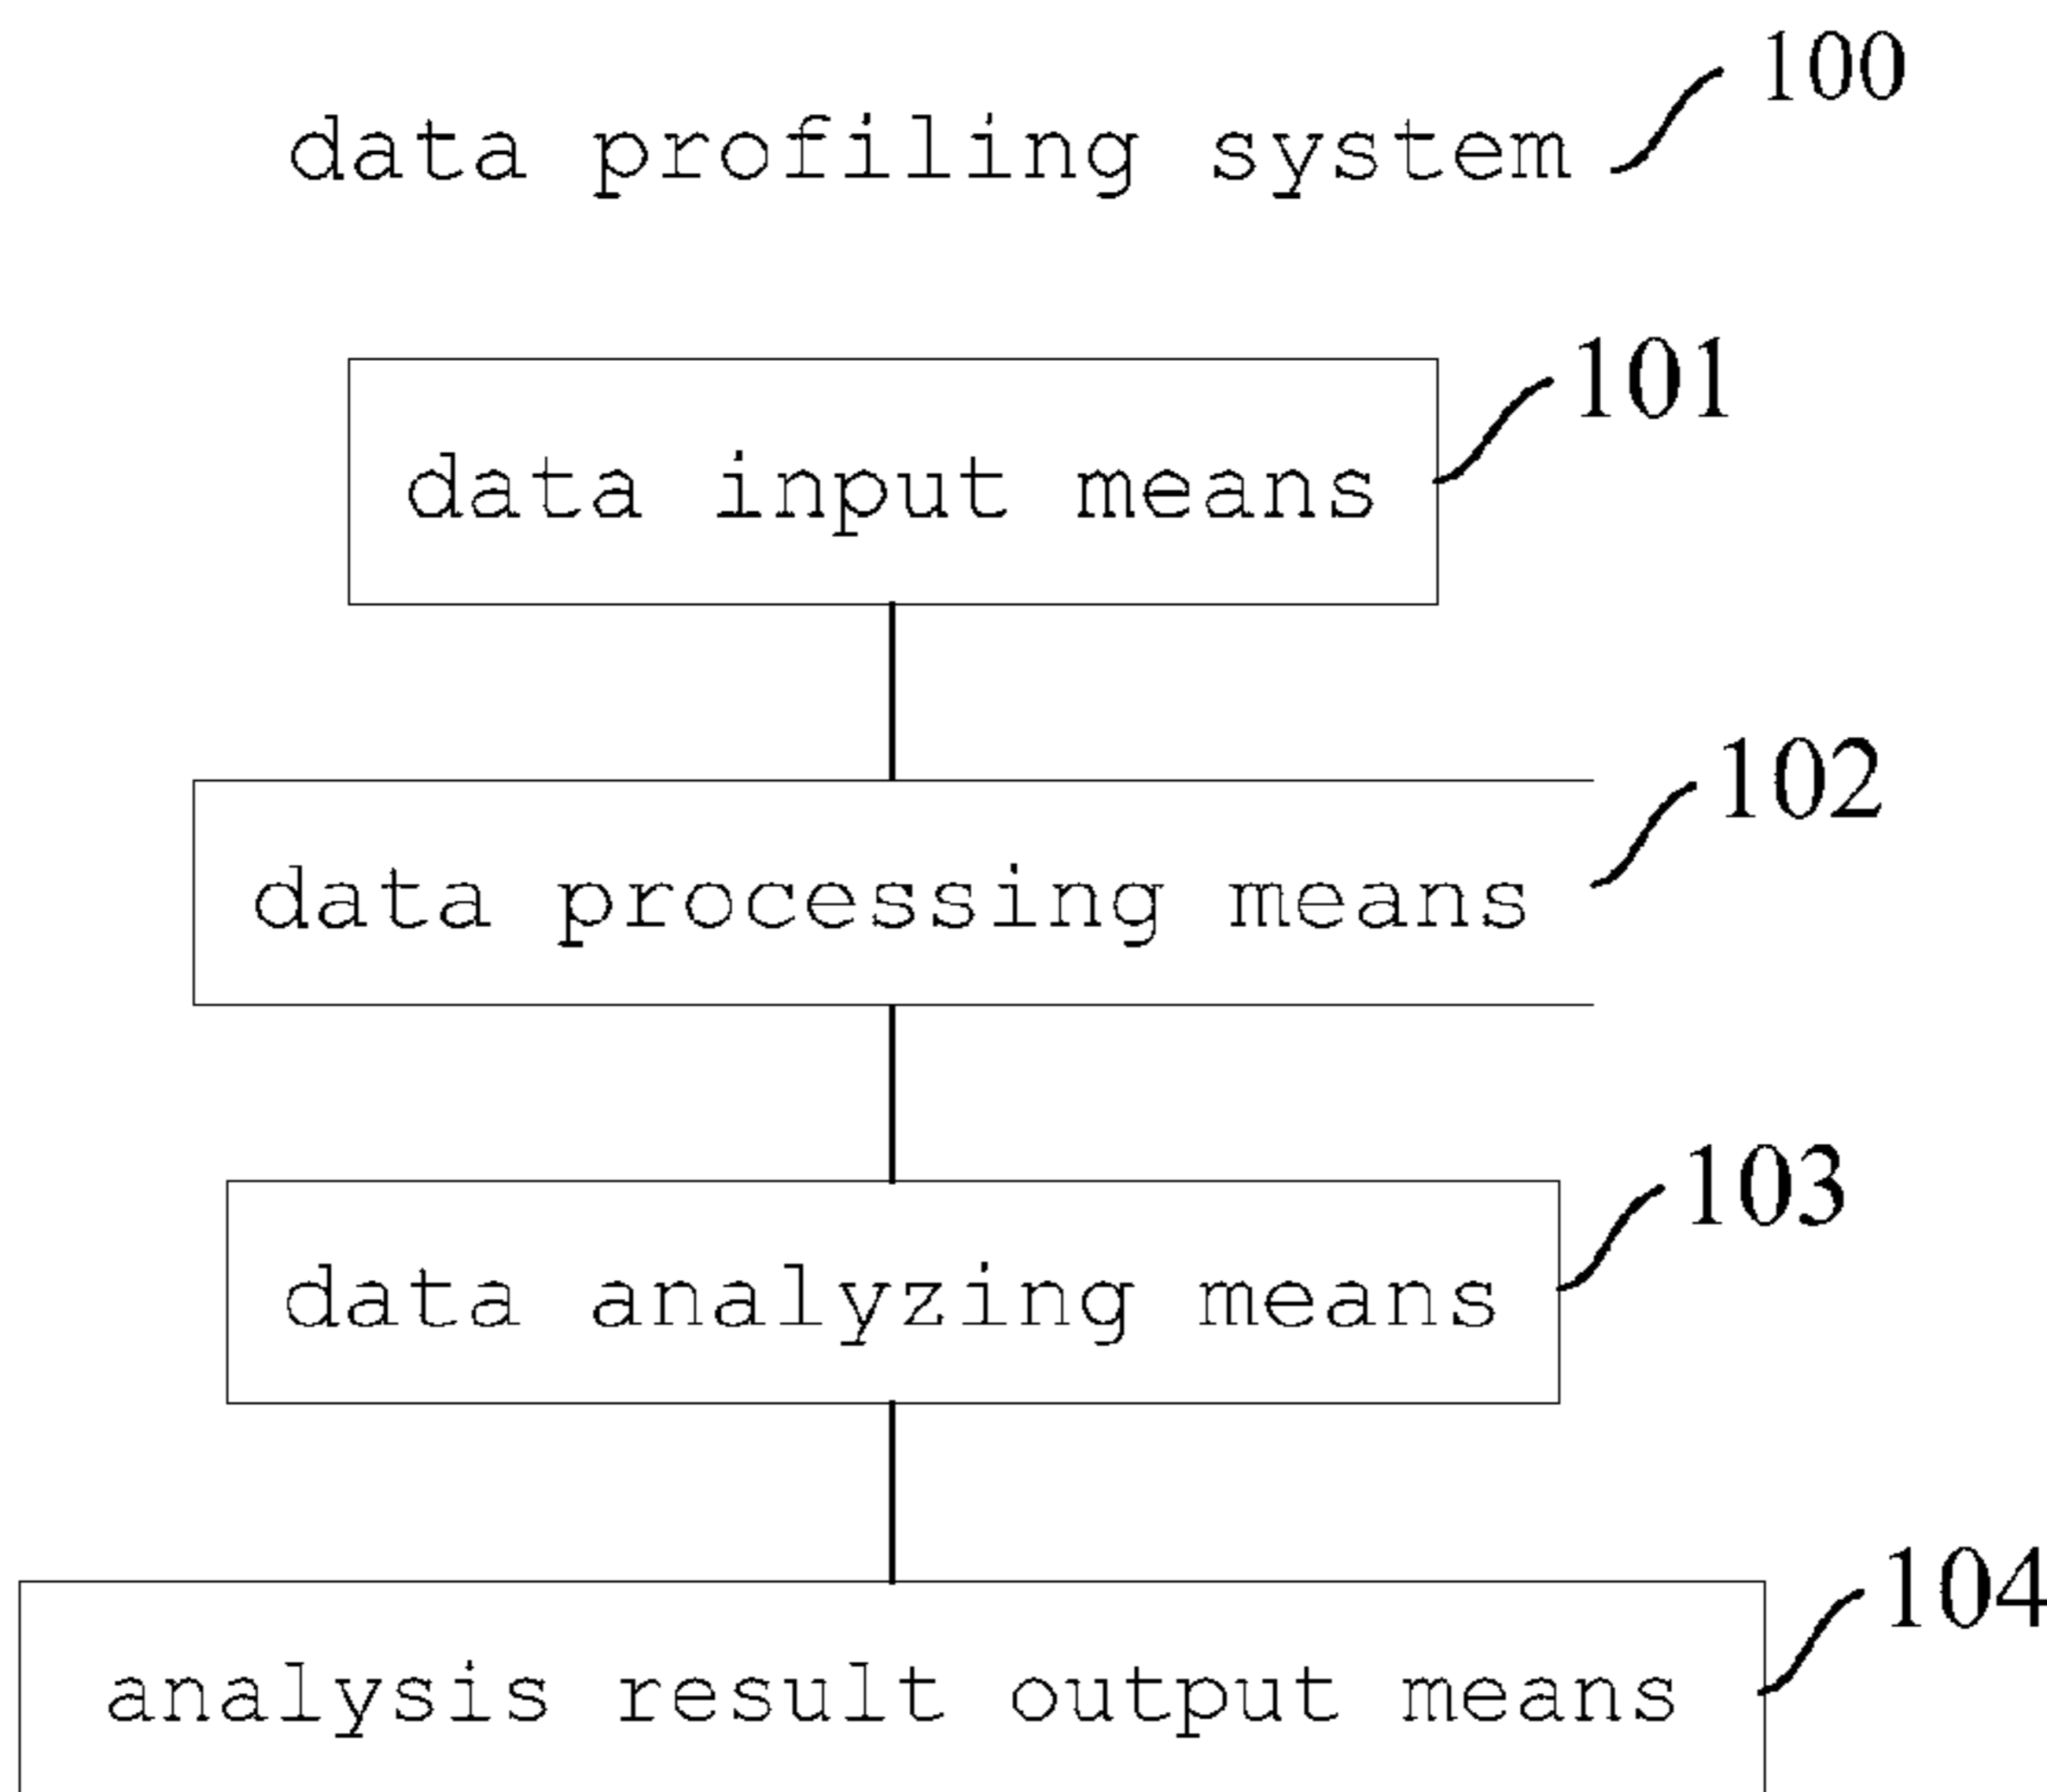 100
data profiling system
101
data input means
102
data processing means
103
data analyzing means
104
analysis result output means